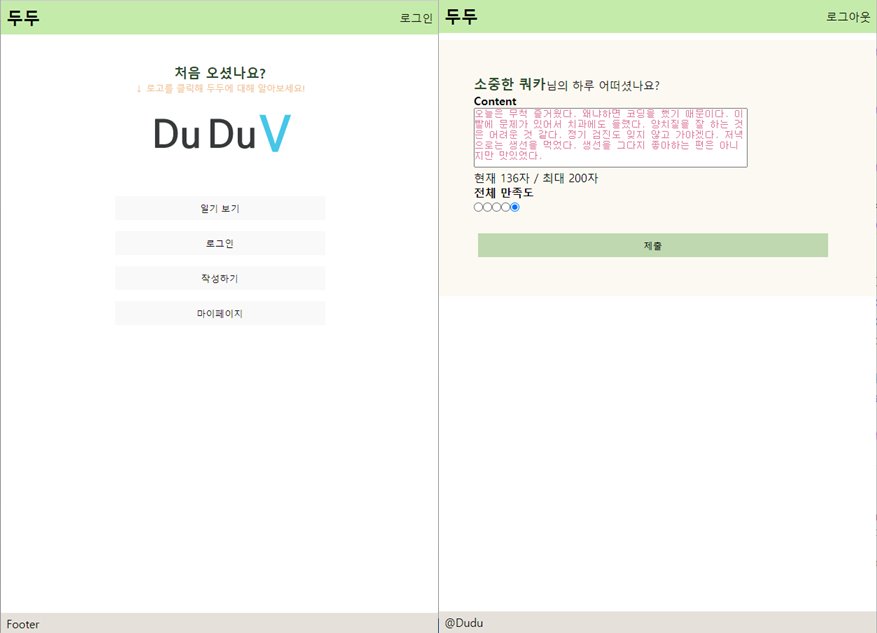 두두
로그인
처음 오셨나요?
↓ 로고를 클릭해 두두에 대해 알아보세요!
Du Du V
일기 보기
로그인
작성하기
마이페이지
Footer
두두
로그아웃
소중한 쿼카님의 하루 어떠셨나요?
Content
오늘은 무척 즐거웠다. 왜냐하면 코딩을 했기 때문이다. 이
빨에 문제가 있어서 치과에도 들렀다. 양치질을 잘 하는 것
은 어려운 것 같다. 정기 검진도 잊지 않고 가야겠다. 저녁
으로는 생선을 먹었다. 생선을 그다지 좋아하는 편은 아니
지만 맛있었다.
현재 136자 / 최대 200자
전체 만족도
제출
@Dudu